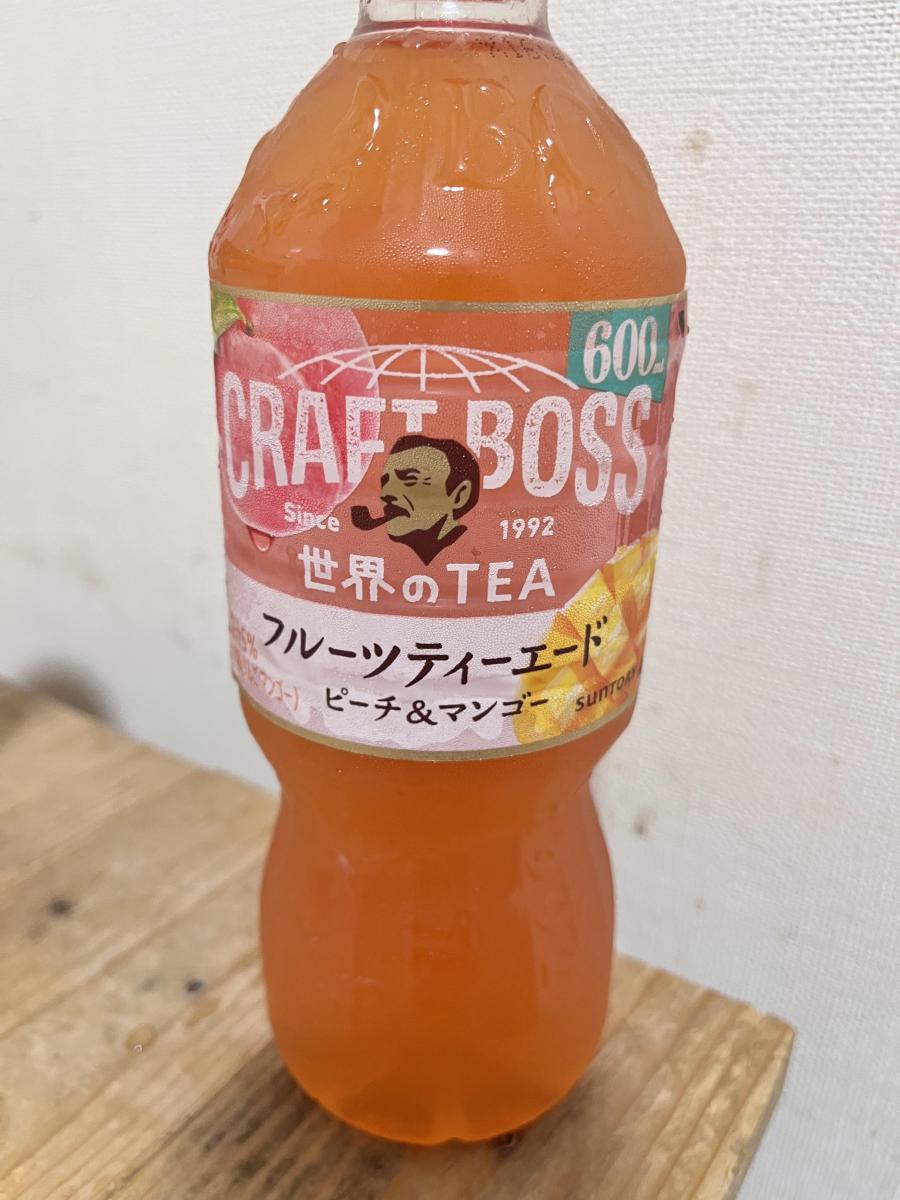 600ml
CRAFT BOSS
Since 1992
世界のTEA
フルーツティーエード
ピーチ&マンゴー
SUNTORY